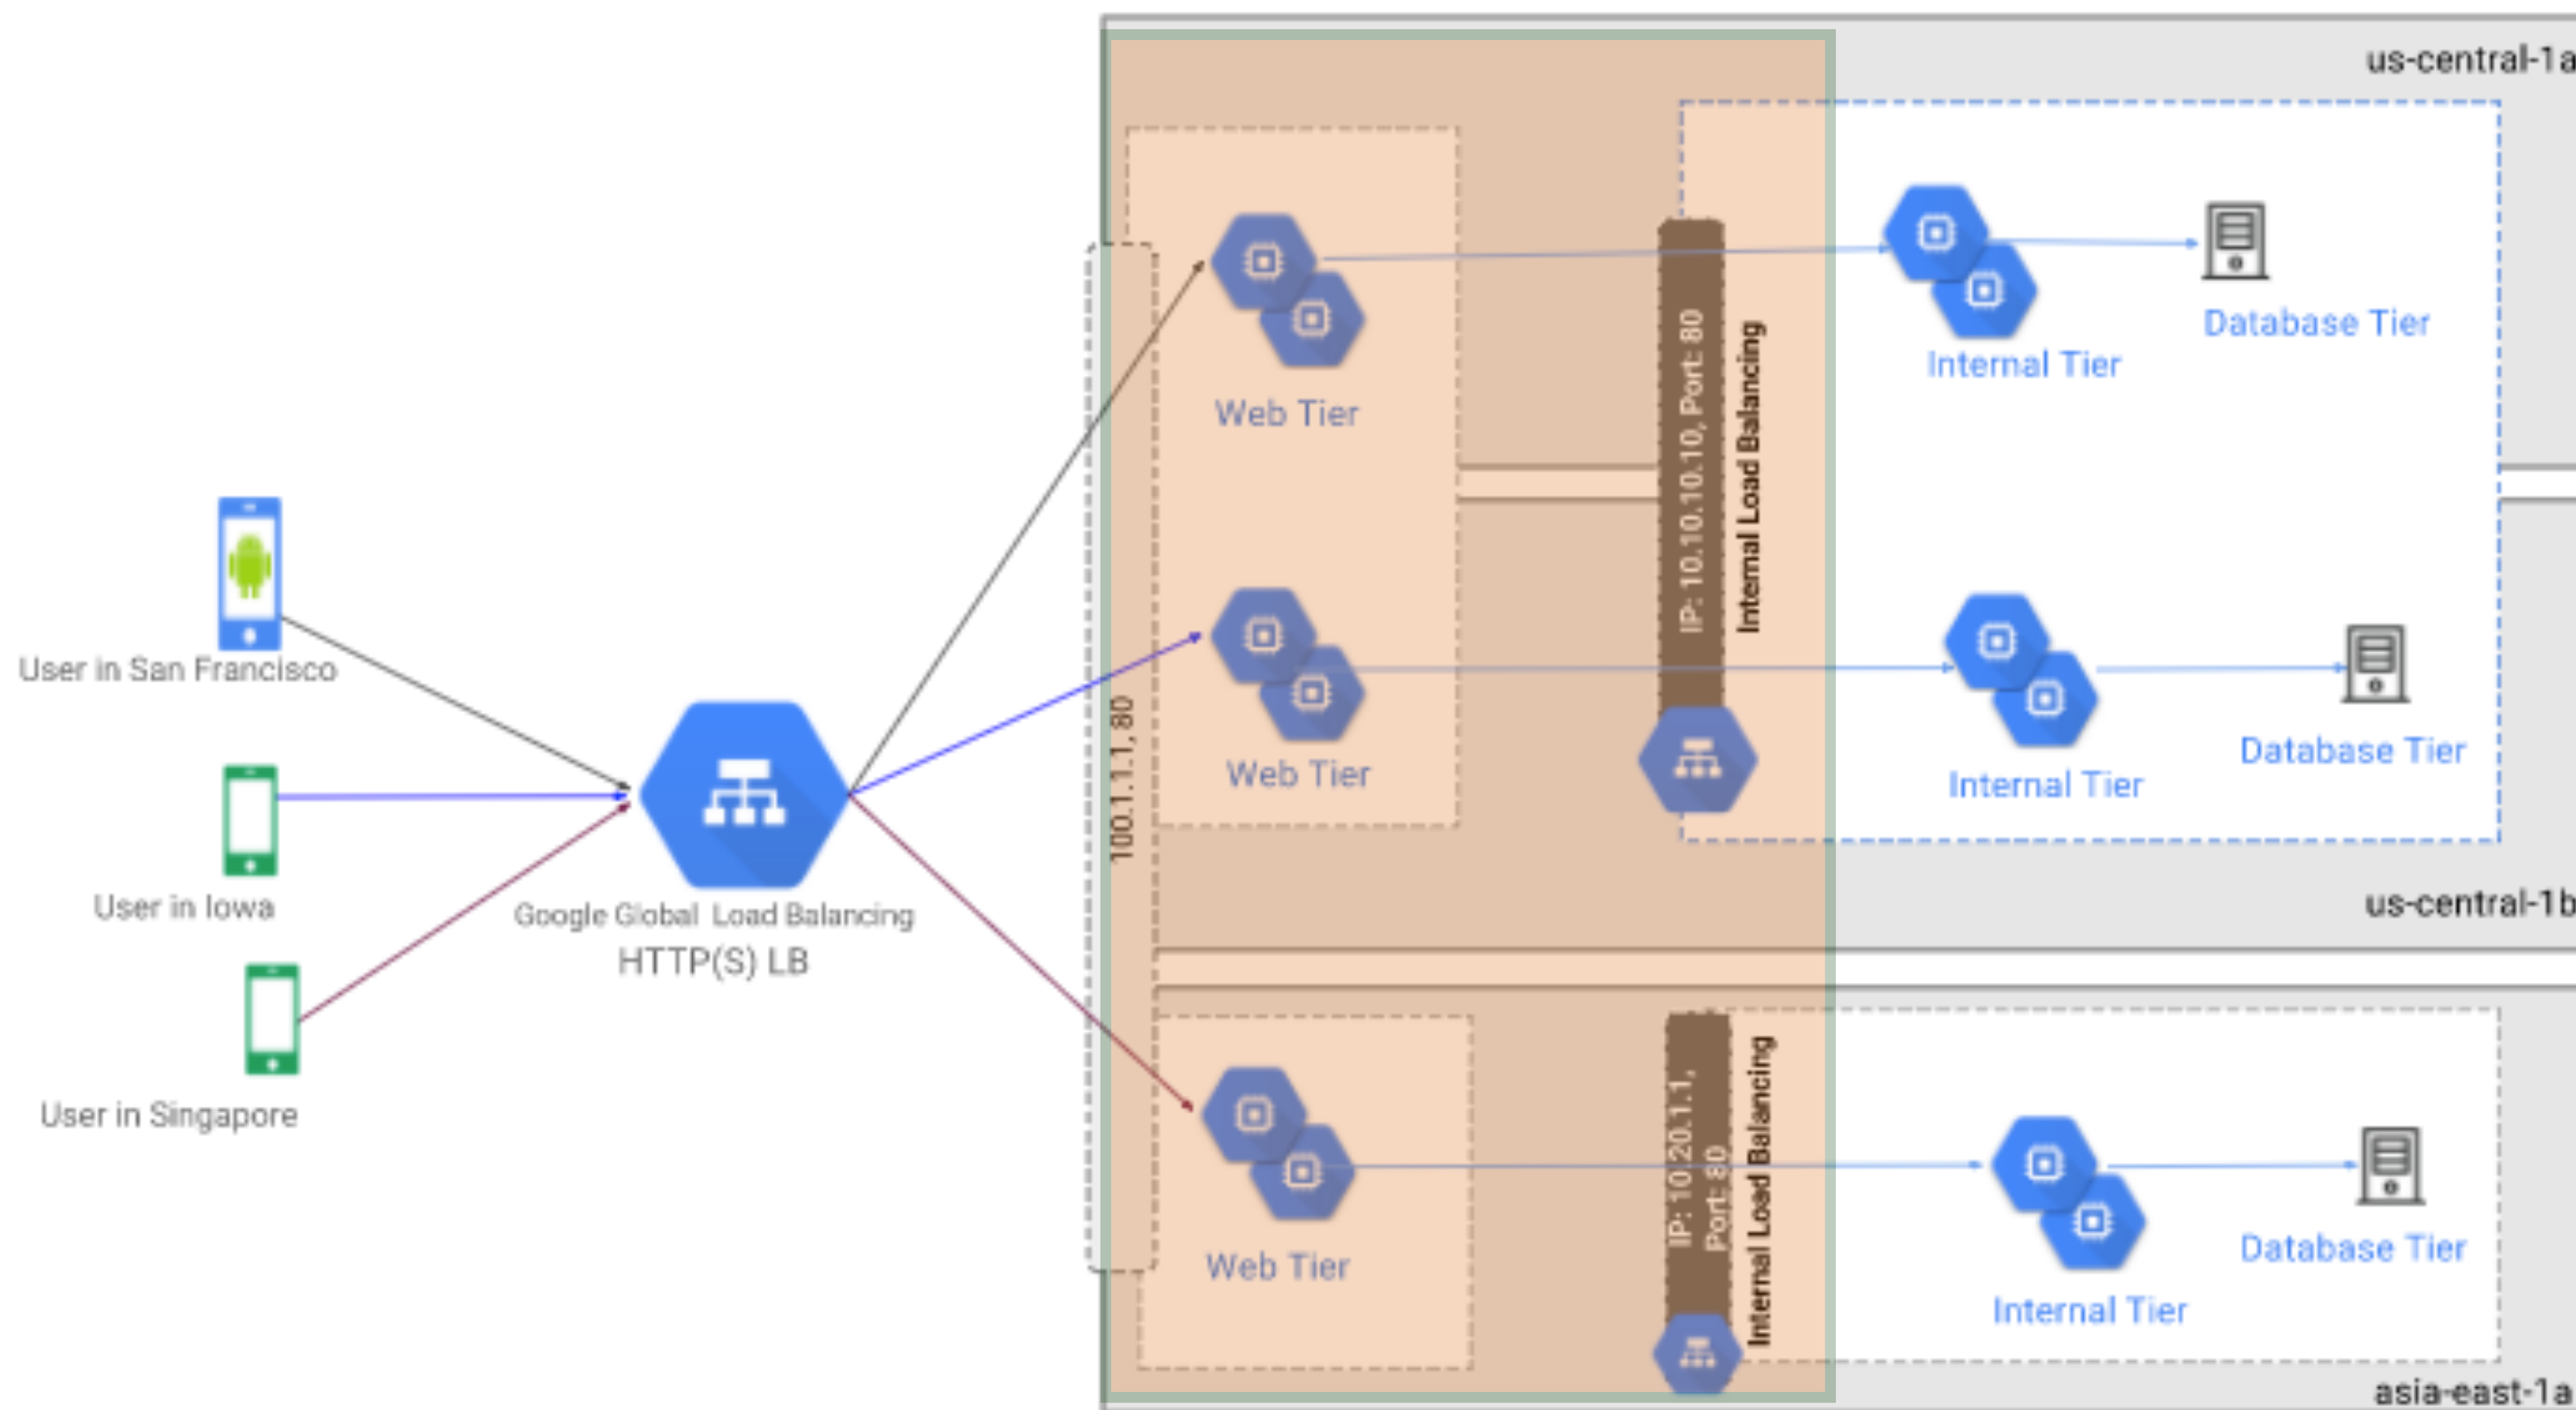 us-central-1a
Web Tier
IP: 10.10.10.10, Port: 80
Internal Load Balancing
Internal Tier
Database Tier
User in San Francisco
User in Iowa
User in Singapore
Google Global Load Balancing
HTTP(S) LB
100.1.1.1, 80
Web Tier
Internal Tier
Database Tier
us-central-1b
Web Tier
IP: 10.20.1.1,
Port: 80
Internal Load Balancing
Internal Tier
Database Tier
asia-east-1a